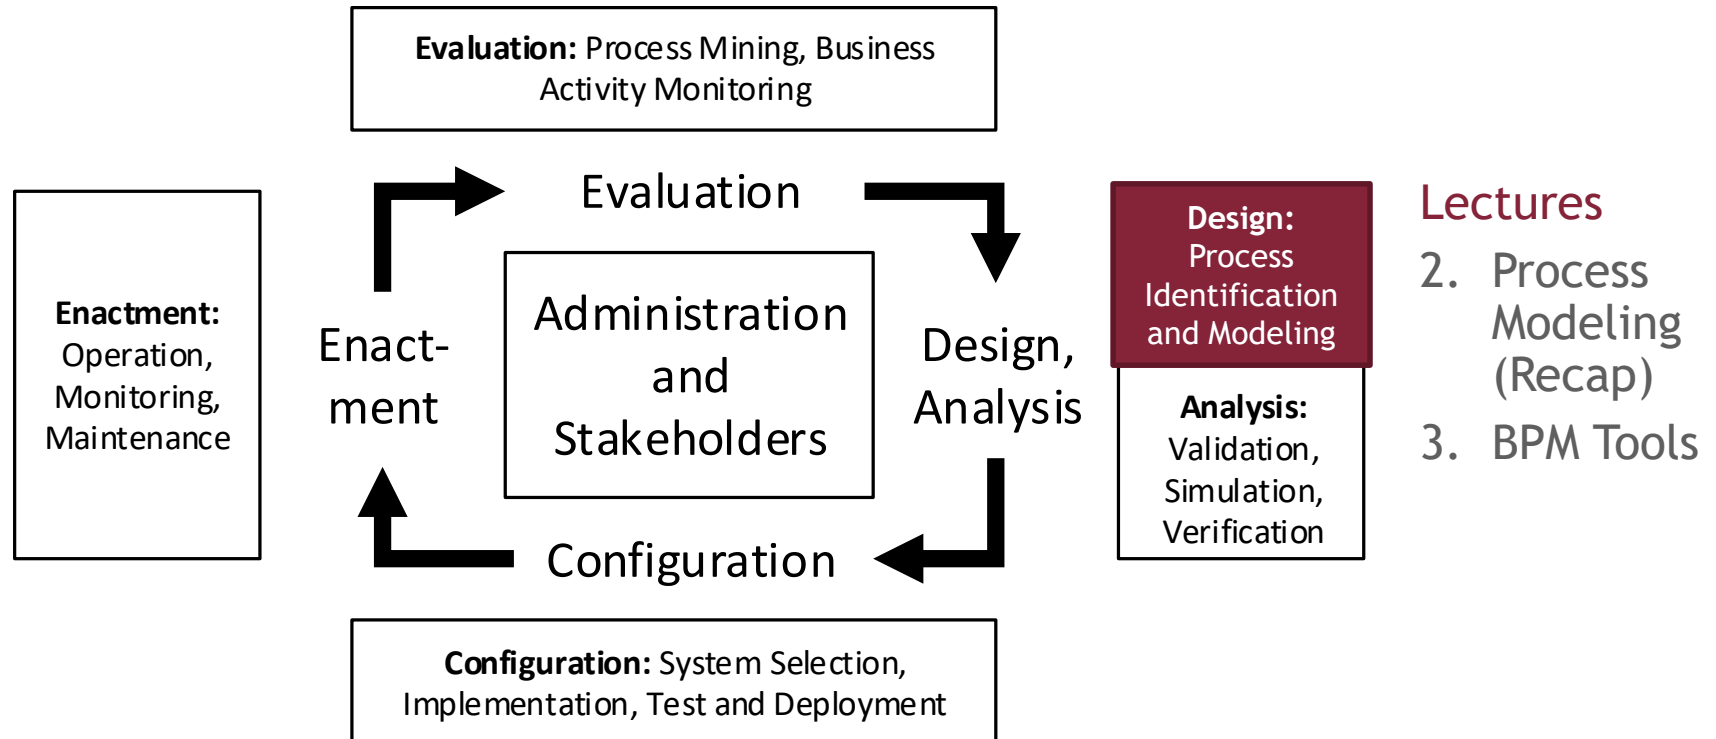 Evaluation: Process Mining, Business
Activity Monitoring
Enactment:
Operation,
Monitoring,
Maintenance
Evaluation
Enact-
ment
Administration
and
Stakeholders
Design,
Analysis
Configuration
Design:
Process
Identification
and Modeling
Analysis:
Validation,
Simulation,
Verification
Configuration: System Selection,
Implementation, Test and Deployment
Lectures
2. Process
Modeling
(Recap)
3. BPM Tools